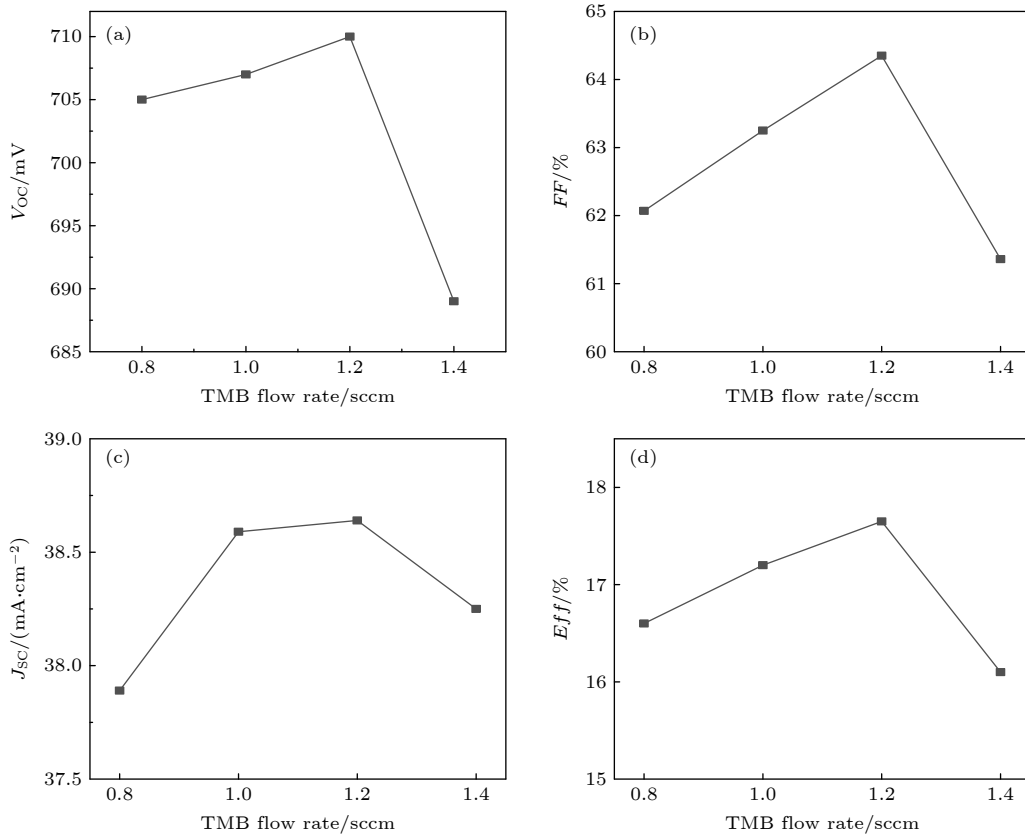 (a)
710
705
700
695
690
685
V_OC/mV
0.8 1.0 1.2 1.4
TMB flow rate/sccm
(b)
65
64
63
62
61
60
FF/%
0.8 1.0 1.2 1.4
TMB flow rate/sccm
(c)
39.0
38.5
38.0
37.5
J_SC/(mA·cm⁻²)
0.8 1.0 1.2 1.4
TMB flow rate/sccm
(d)
18
17
16
15
Eff/%
0.8 1.0 1.2 1.4
TMB flow rate/sccm